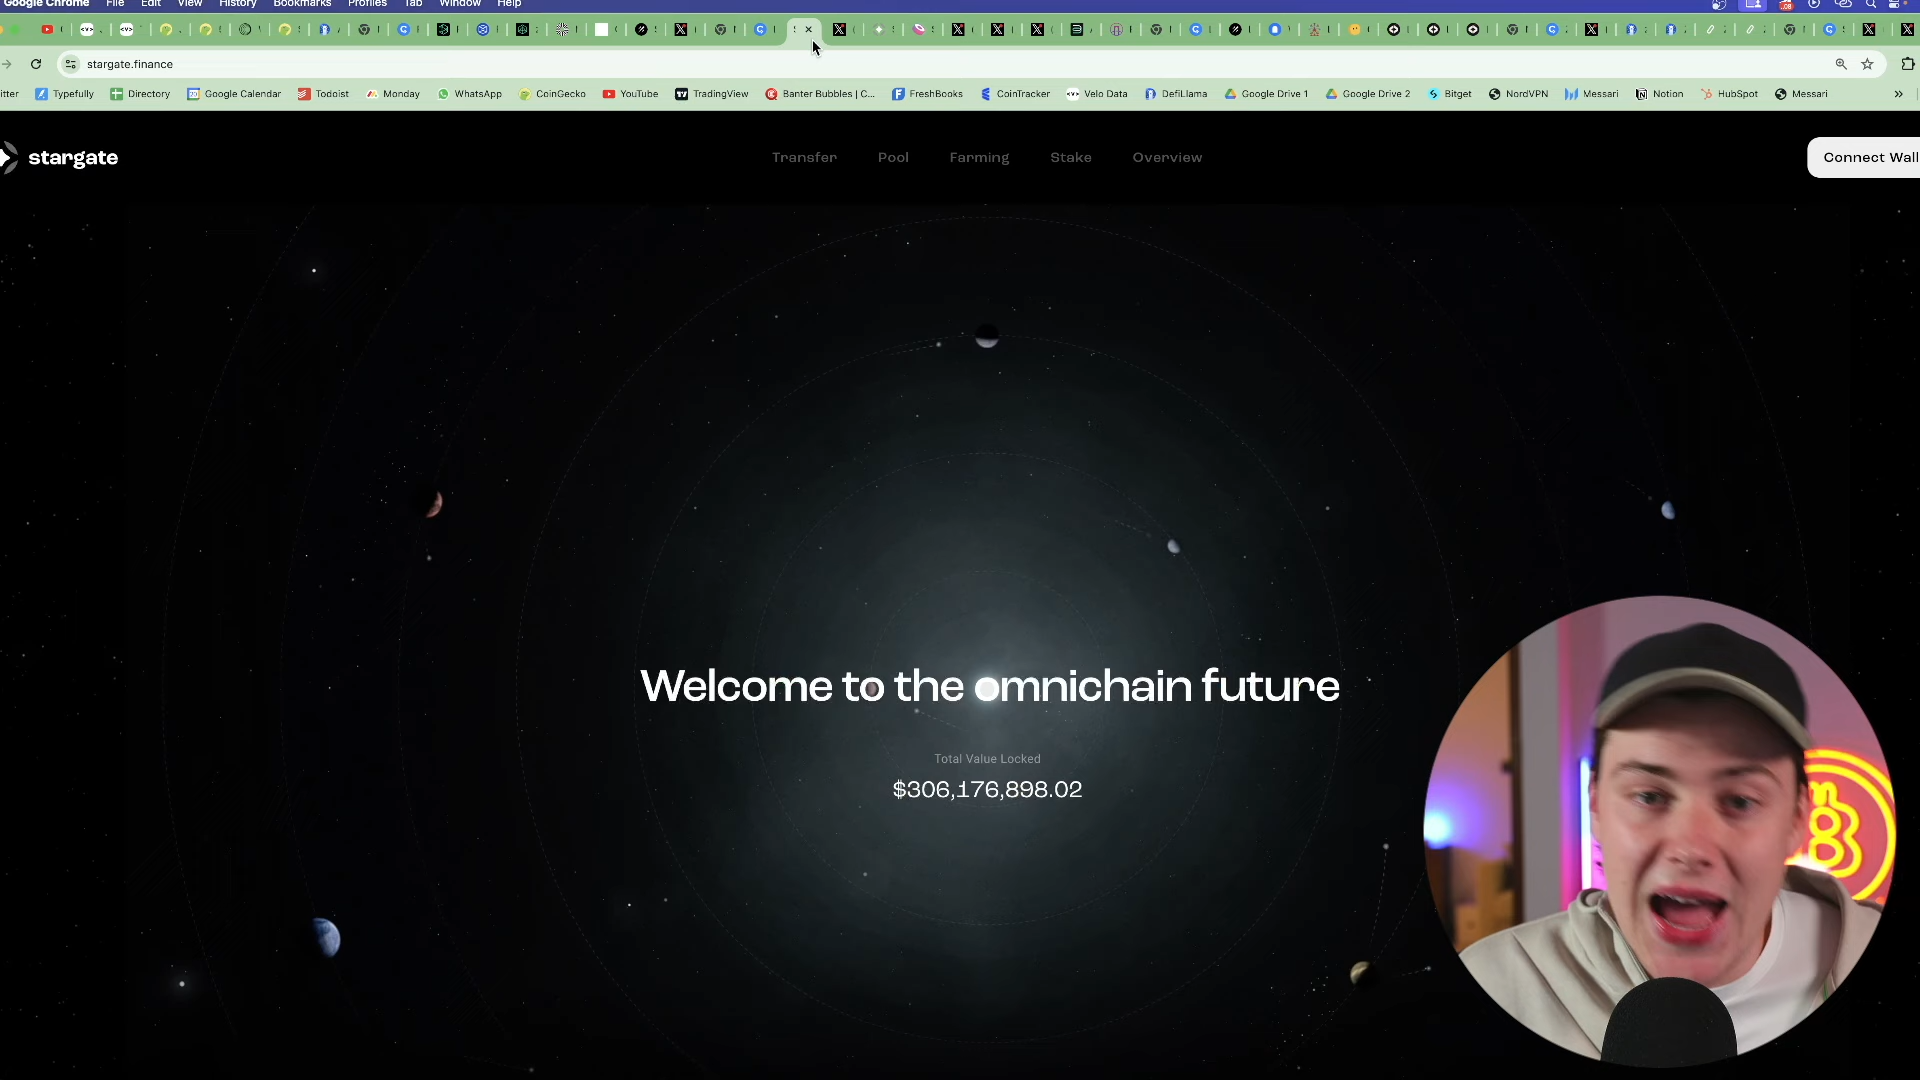 Google Chrome File Edit View History Bookmarks Profiles Tab Window Help
stargate.finance
Typefully Directory Google Calendar Todoist Monday WhatsApp CoinGecko YouTube TradingView Banter Bubbles | C... FreshBooks CoinTracker Velo Data DefiLlama Google Drive 1 Google Drive 2 Bitget NordVPN Messari Notion HubSpot Messari
stargate Transfer Pool Farming Stake Overview Connect Wall
Welcome to the omnichain future
Total Value Locked
$306,176,898.02